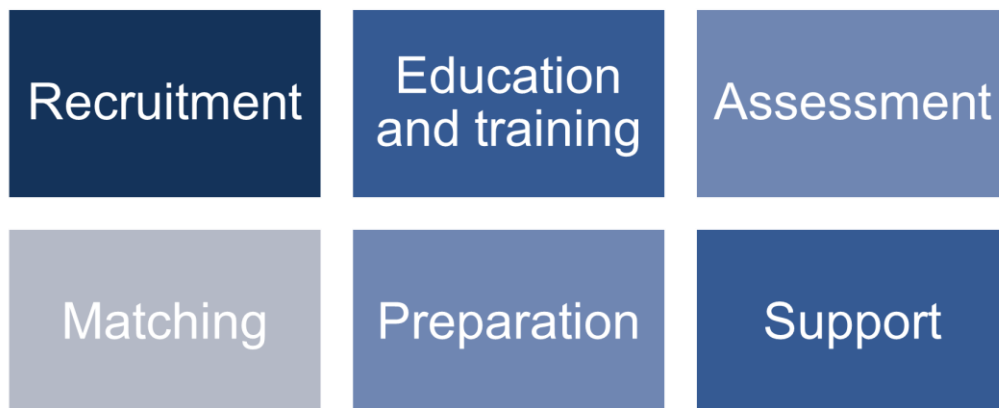 Recruitment
Education
and training
Assessment
Matching
Preparation
Support